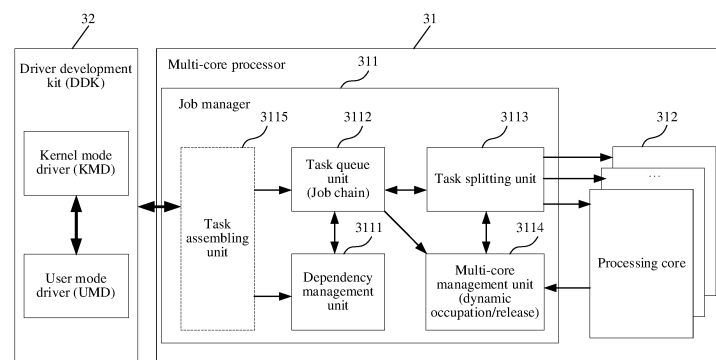 32
31
Driver development
kit (DDK)
Multi-core processor
311
Job manager
3115
3112
3113
312
Kernel mode
driver (KMD)
Task queue
unit
(Job chain)
Task splitting unit
...
Task
assembling
unit
3111
3114
User mode
driver (UMD)
Dependency
management
unit
Multi-core
management unit
(dynamic
occupation/release)
Processing core